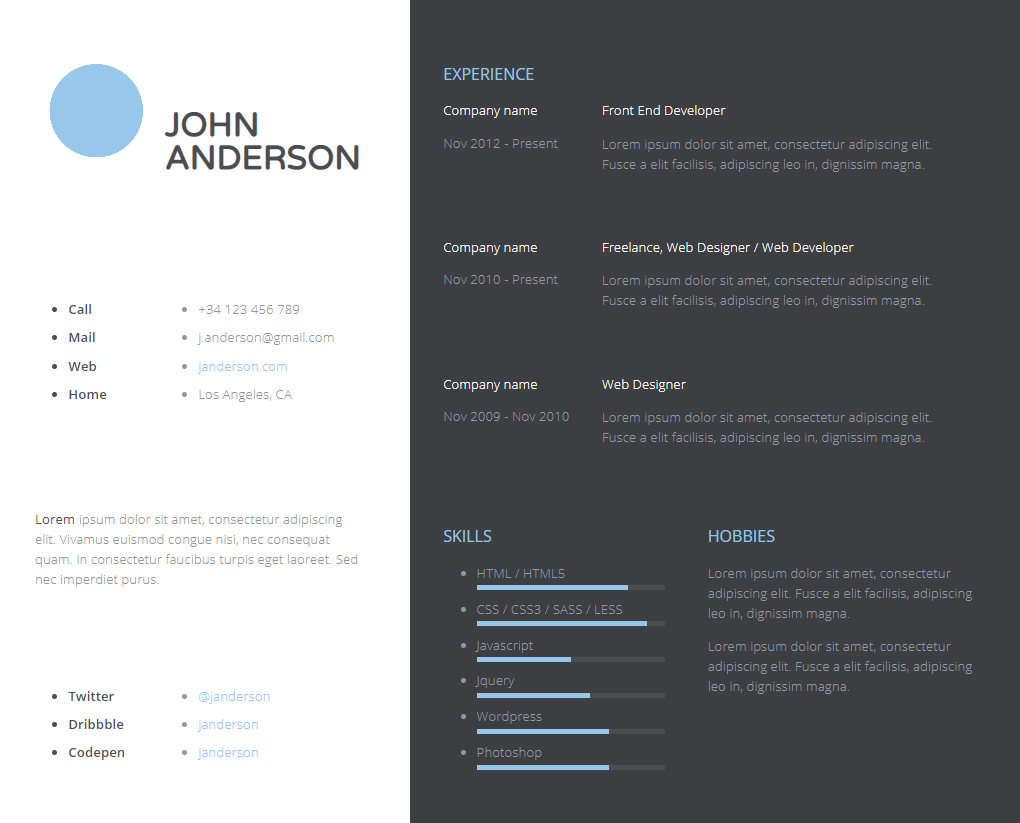 JOHN
ANDERSON
Call +34 123 456 789
Mail j.anderson@gmail.com
Web janderson.com
Home Los Angeles, CA
Lorem ipsum dolor sit amet, consectetur adipiscing
elit. Vivamus euismod congue nisi, nec consequat
quam. In consectetur faucibus turpis eget laoreet. Sed
nec imperdiet purus.
Twitter @janderson
Dribbble janderson
Codepen janderson
EXPERIENCE
Company name Front End Developer
Nov 2012 - Present Lorem ipsum dolor sit amet, consectetur adipiscing elit.
Fusce a elit facilisis, adipiscing leo in, dignissim magna.
Company name Freelance, Web Designer / Web Developer
Nov 2010 - Present Lorem ipsum dolor sit amet, consectetur adipiscing elit.
Fusce a elit facilisis, adipiscing leo in, dignissim magna.
Company name Web Designer
Nov 2009 - Nov 2010 Lorem ipsum dolor sit amet, consectetur adipiscing elit.
Fusce a elit facilisis, adipiscing leo in, dignissim magna.
SKILLS
HTML / HTML5
CSS / CSS3 / SASS / LESS
Javascript
Jquery
Wordpress
Photoshop
HOBBIES
Lorem ipsum dolor sit amet, consectetur
adipiscing elit. Fusce a elit facilisis, adipiscing
leo in, dignissim magna.
Lorem ipsum dolor sit amet, consectetur
adipiscing elit. Fusce a elit facilisis, adipiscing
leo in, dignissim magna.